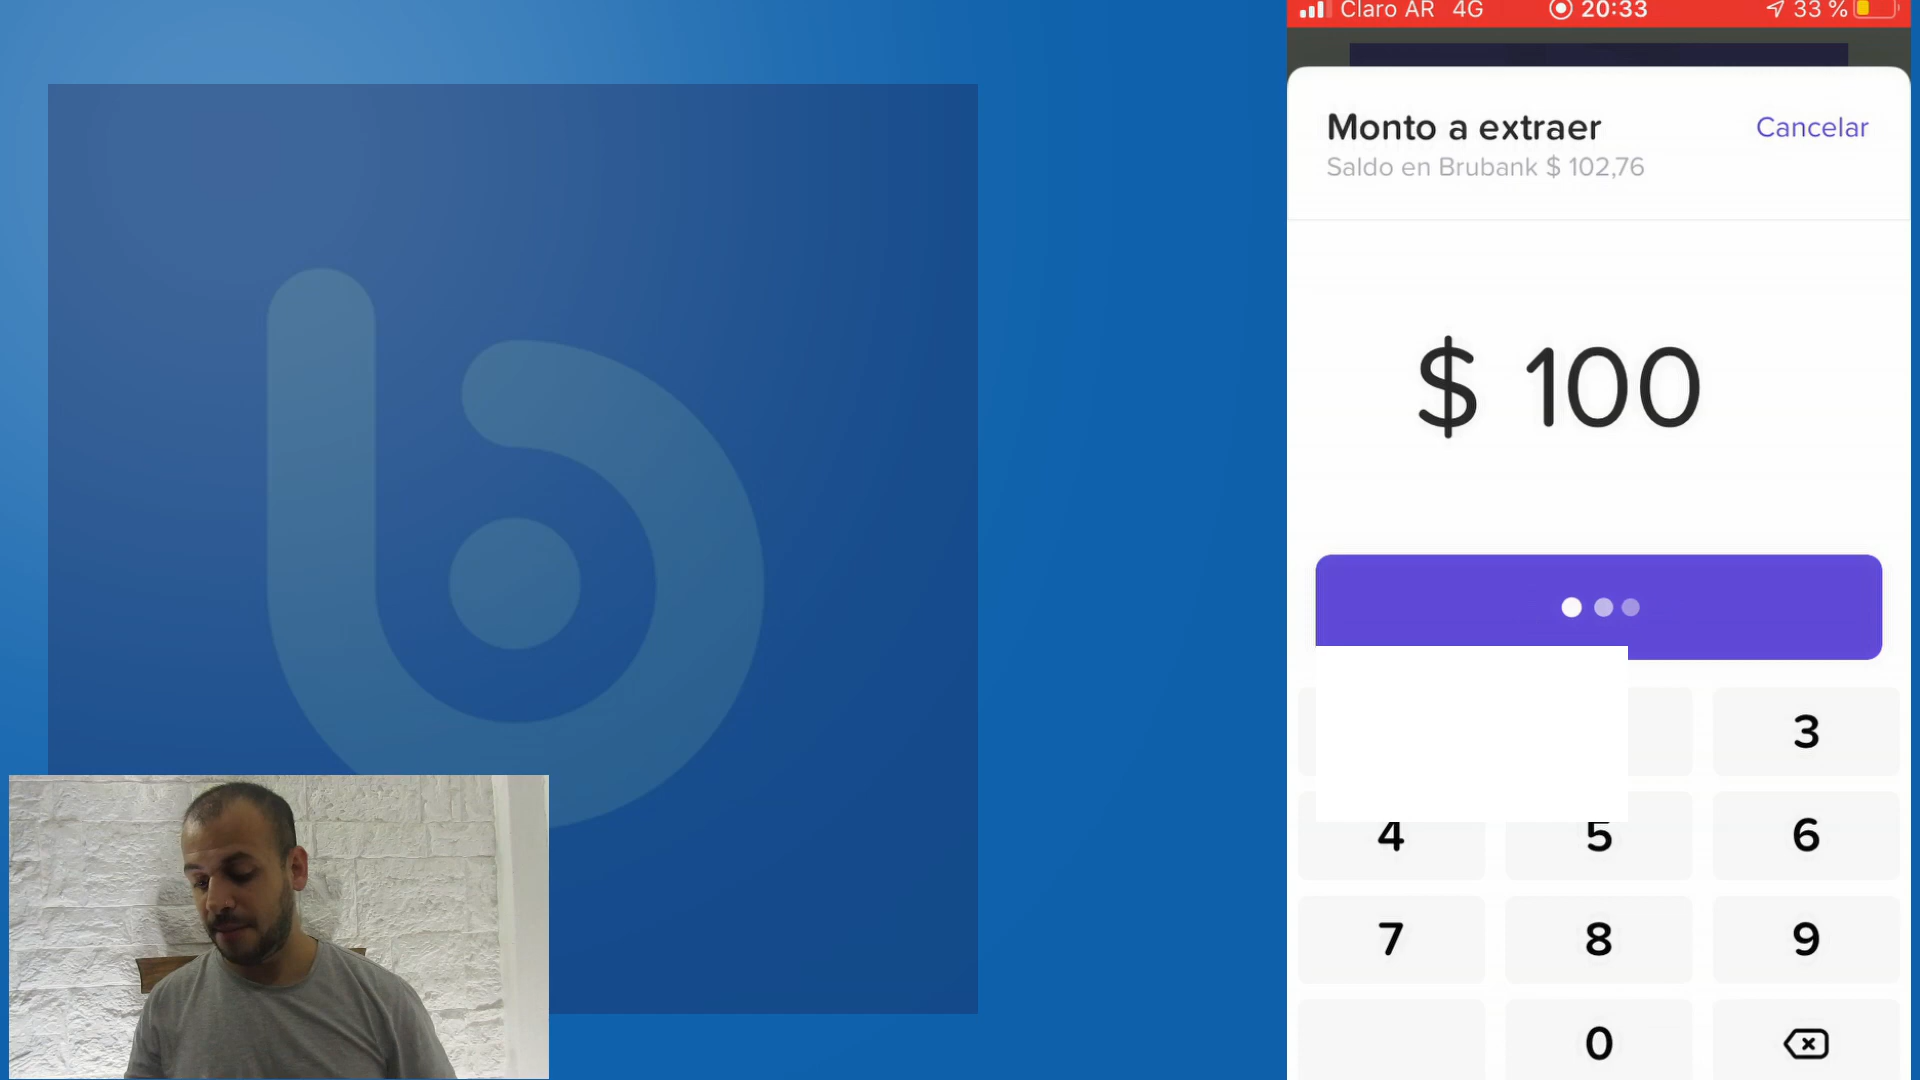 Claro AR 4G 20:33 33 %
Monto a extraer Cancelar
Saldo en Brubank $ 102,76
$ 100
3
4 5 6
7 8 9
0